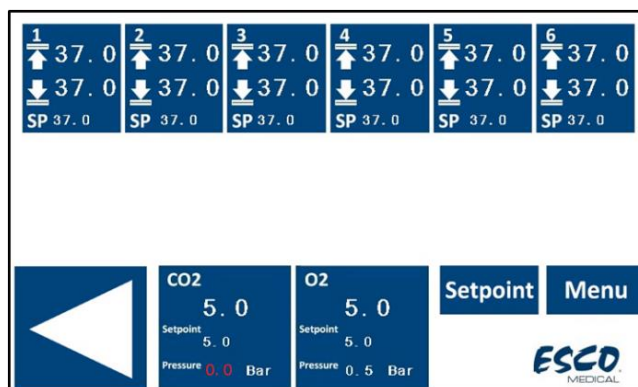 1 2 3 4 5 6
37.0 37.0 37.0 37.0 37.0 37.0
37.0 37.0 37.0 37.0 37.0 37.0
SP 37.0 SP 37.0 SP 37.0 SP 37.0 SP 37.0 SP 37.0
CO2
5.0
Setpoint
5.0
Pressure 0.0 Bar
O2
5.0
Setpoint
5.0
Pressure 0.5 Bar
Setpoint
Menu
ESCO
MEDICAL